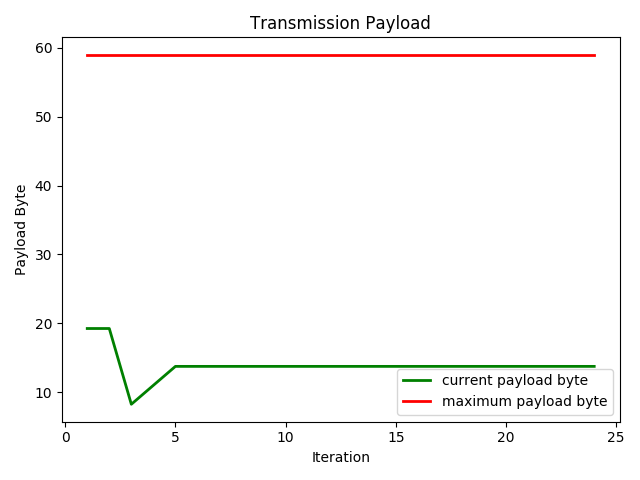 Transmission Payload
60
50
40
30
20
10
Payload Byte
current payload byte
maximum payload byte
0
5
10
15
20
25
Iteration